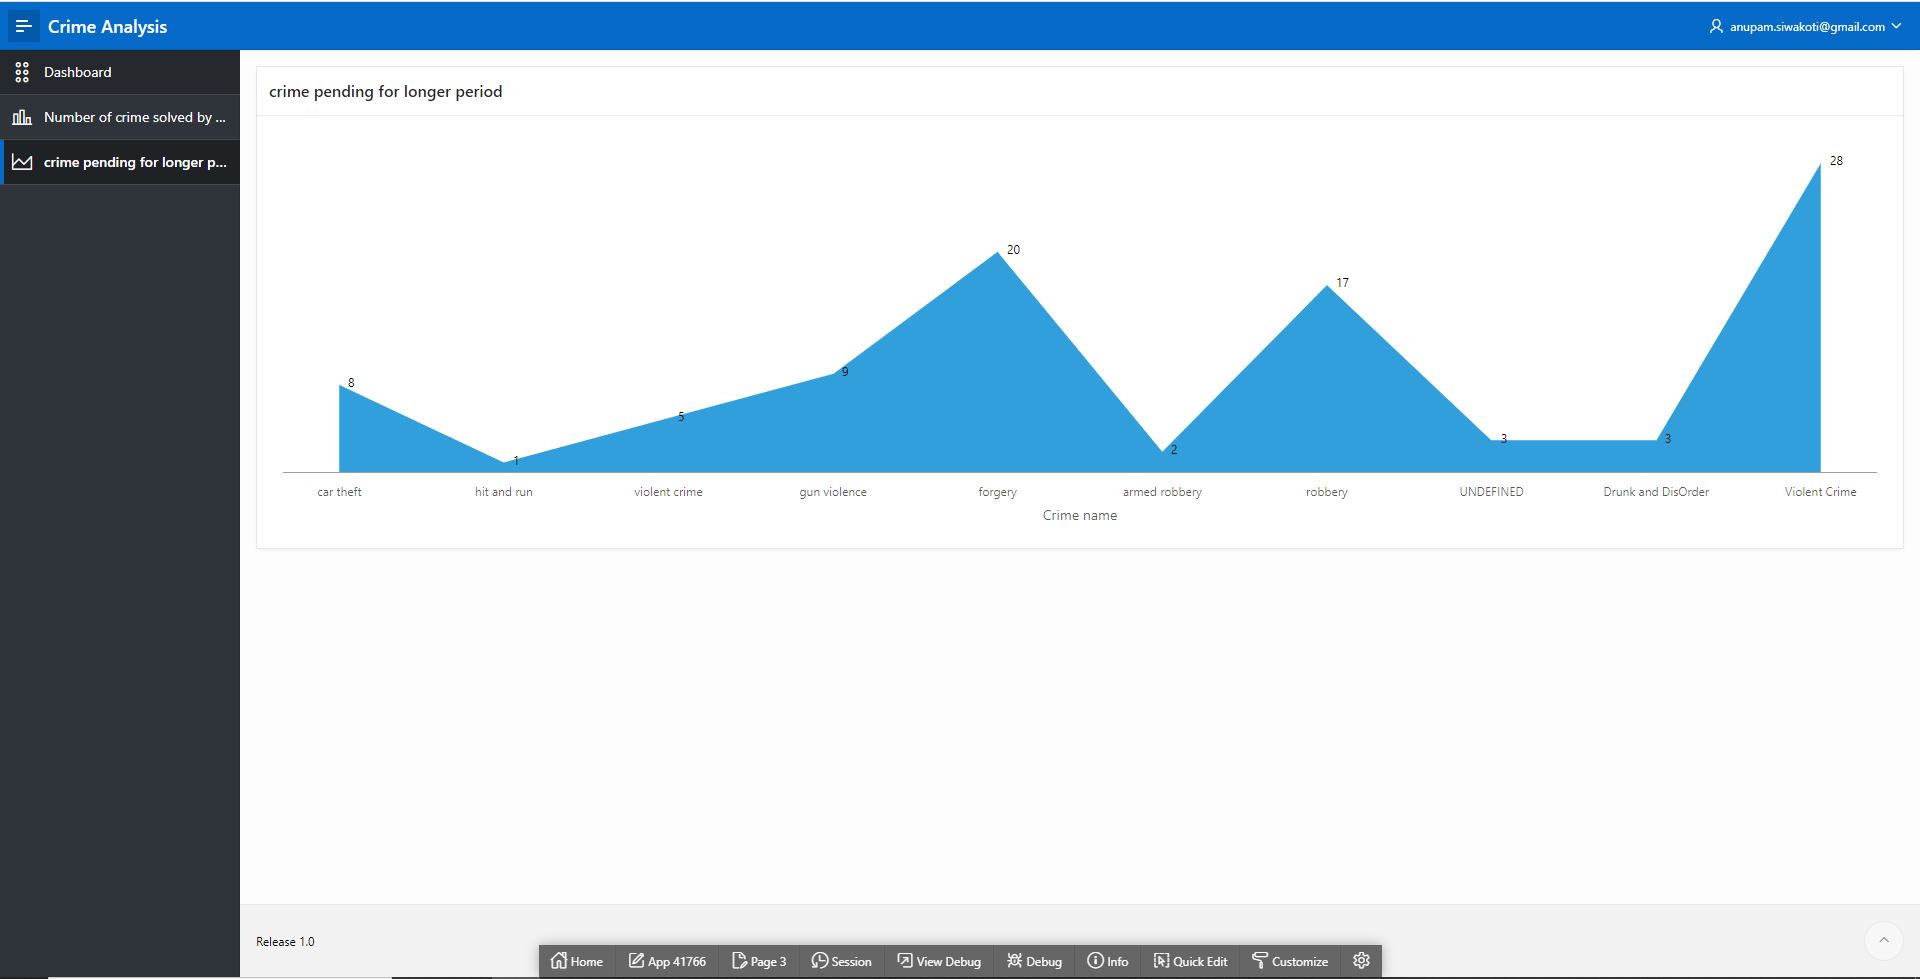 Crime Analysis
anupam.siwakoti@gmail.com
Dashboard
Number of crime solved by ...
crime pending for longer p...
crime pending for longer period
28
20
17
8
9
5
1
2
3
3
car theft
hit and run
violent crime
gun violence
forgery
armed robbery
robbery
UNDEFINED
Drunk and DisOrder
Violent Crime
Crime name
Release 1.0
Home
App 41766
Page 3
Session
View Debug
Debug
Info
Quick Edit
Customize